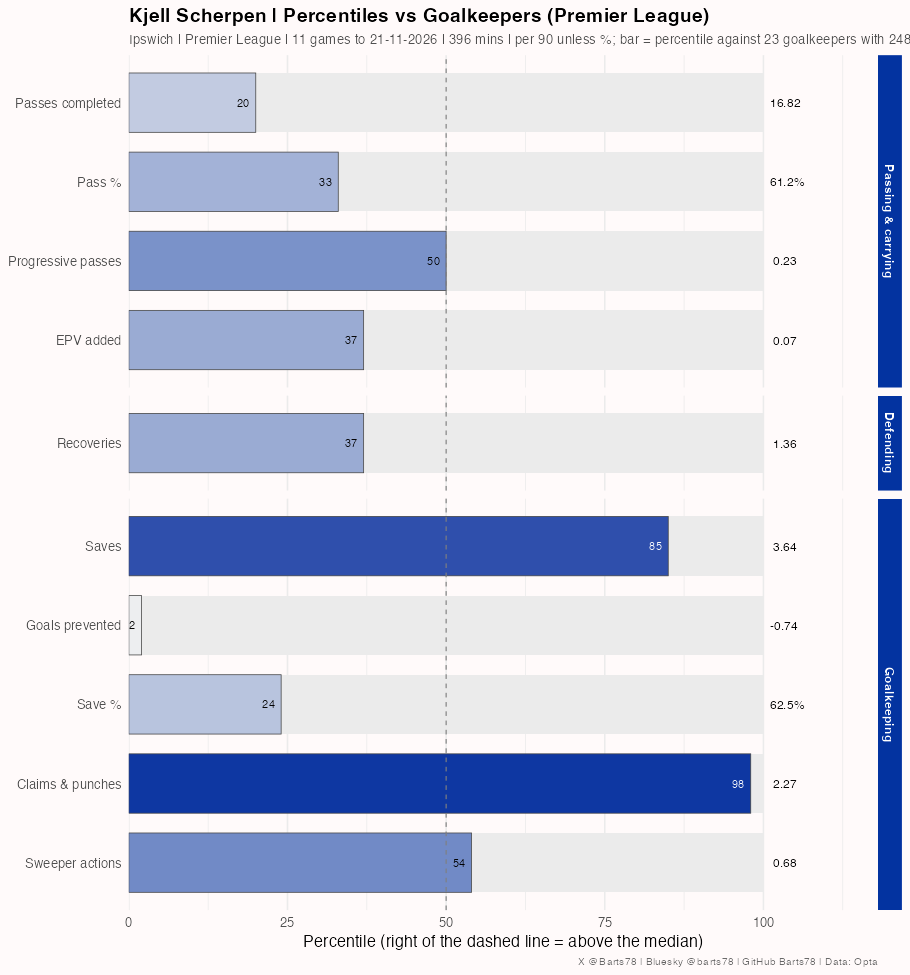 Kjell Scherpen | Percentiles vs Goalkeepers (Premier League)
Ipswich | Premier League | 11 games to 21-11-2026 | 396 mins | per 90 unless %; bar = percentile against 23 goalkeepers with 248
Passes completed 20 16.82
Pass % 33 61.2%
Progressive passes 50 0.23
EPV added 37 0.07
Passing & carrying
Recoveries 37 1.36
Defending
Saves 85 3.64
Goals prevented 2 -0.74
Save % 24 62.5%
Claims & punches 98 2.27
Sweeper actions 54 0.68
Goalkeeping
0 25 50 75 100
Percentile (right of the dashed line = above the median)
X @Barts78 | Bluesky @barts78 | GitHub Barts78 | Data: Opta